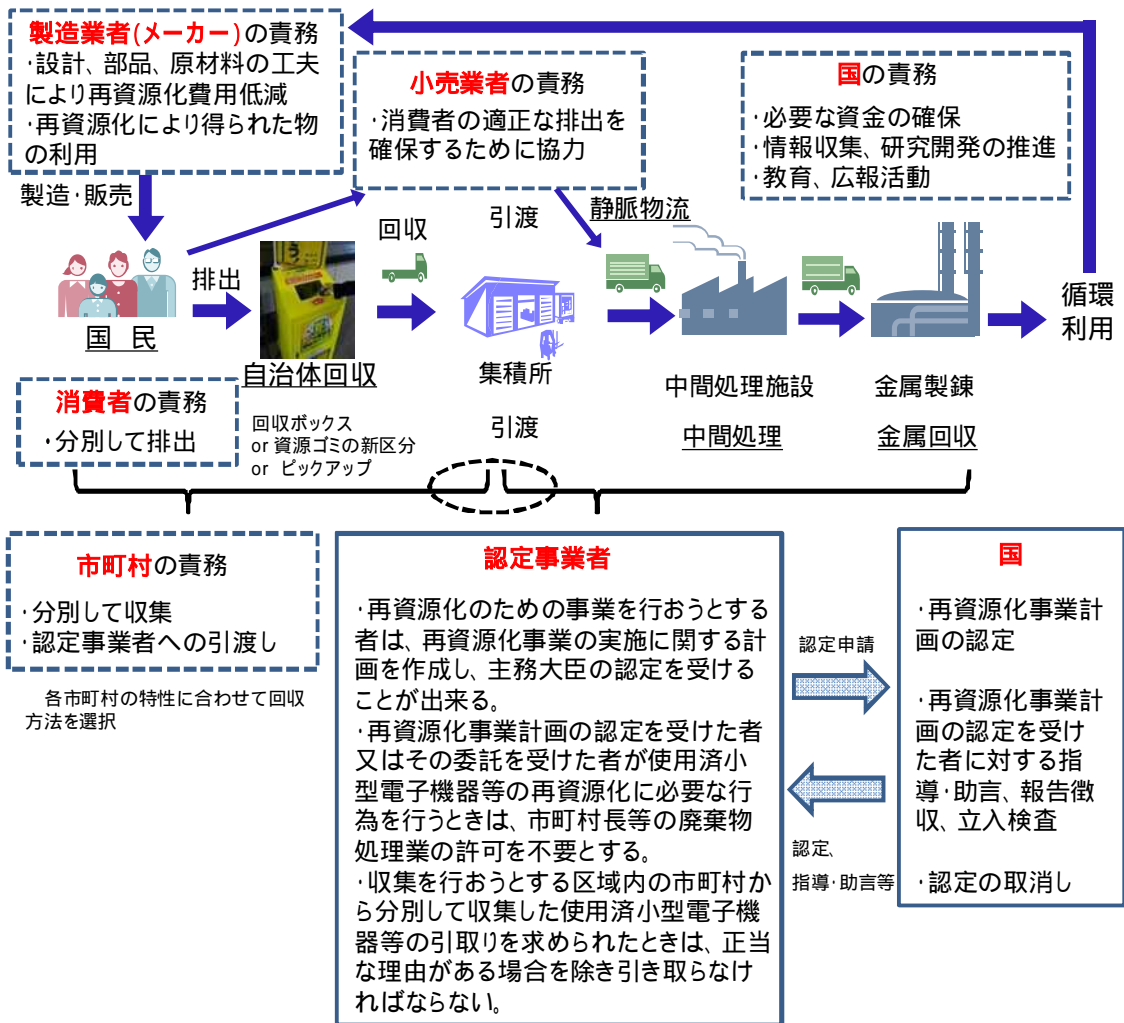 製造業者(メーカー)の責務
・設計、部品、原材料の工夫
により再資源化費用低減
・再資源化により得られた物
の利用
小売業者の責務
・消費者の適正な排出を
確保するために協力
国の責務
・必要な資金の確保
・情報収集、研究開発の推進
・教育、広報活動
製造・販売
回収
引渡
静脈物流
排出
循環
利用
国 民
自治体回収
集積所
中間処理施設
金属製錬
消費者の責務
・分別して排出
回収ボックス
or 資源ゴミの新区分
or ピックアップ
引渡
中間処理
金属回収
市町村の責務
・分別して収集
・認定事業者への引渡し
各市町村の特性に合わせて回収
方法を選択
認定事業者
・再資源化のための事業を行おうとする
者は、再資源化事業の実施に関する計
画を作成し、主務大臣の認定を受ける
ことが出来る。
・再資源化事業計画の認定を受けた者
又はその委託を受けた者が使用済小
型電子機器等の再資源化に必要な行
為を行うときは、市町村長等の廃棄物
処理業の許可を不要とする。
・収集を行おうとする区域内の市町村か
ら分別して収集した使用済小型電子機
器等の引取りを求められたときは、正当
な理由がある場合を除き引き取らなけ
ればならない。
認定申請
認定、
指導・助言等
国
・再資源化事業計
画の認定
・再資源化事業計
画の認定を受け
た者に対する指
導・助言、報告徴
収、立入検査
・認定の取消し